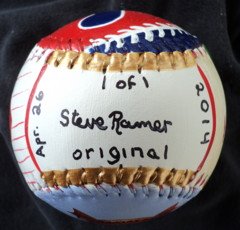 1 of 1
Apr. 26
Steve Ramer
2014
original